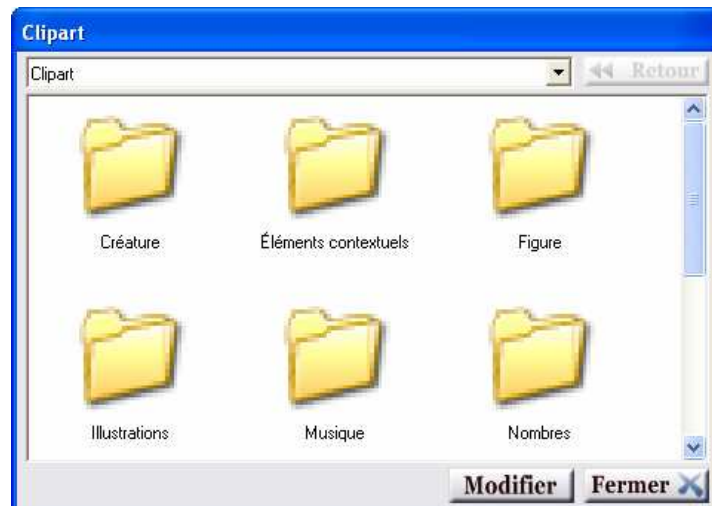 Clipart
Clipart Retour
Créature Éléments contextuels Figure
Illustrations Musique Nombres
Modifier Fermer